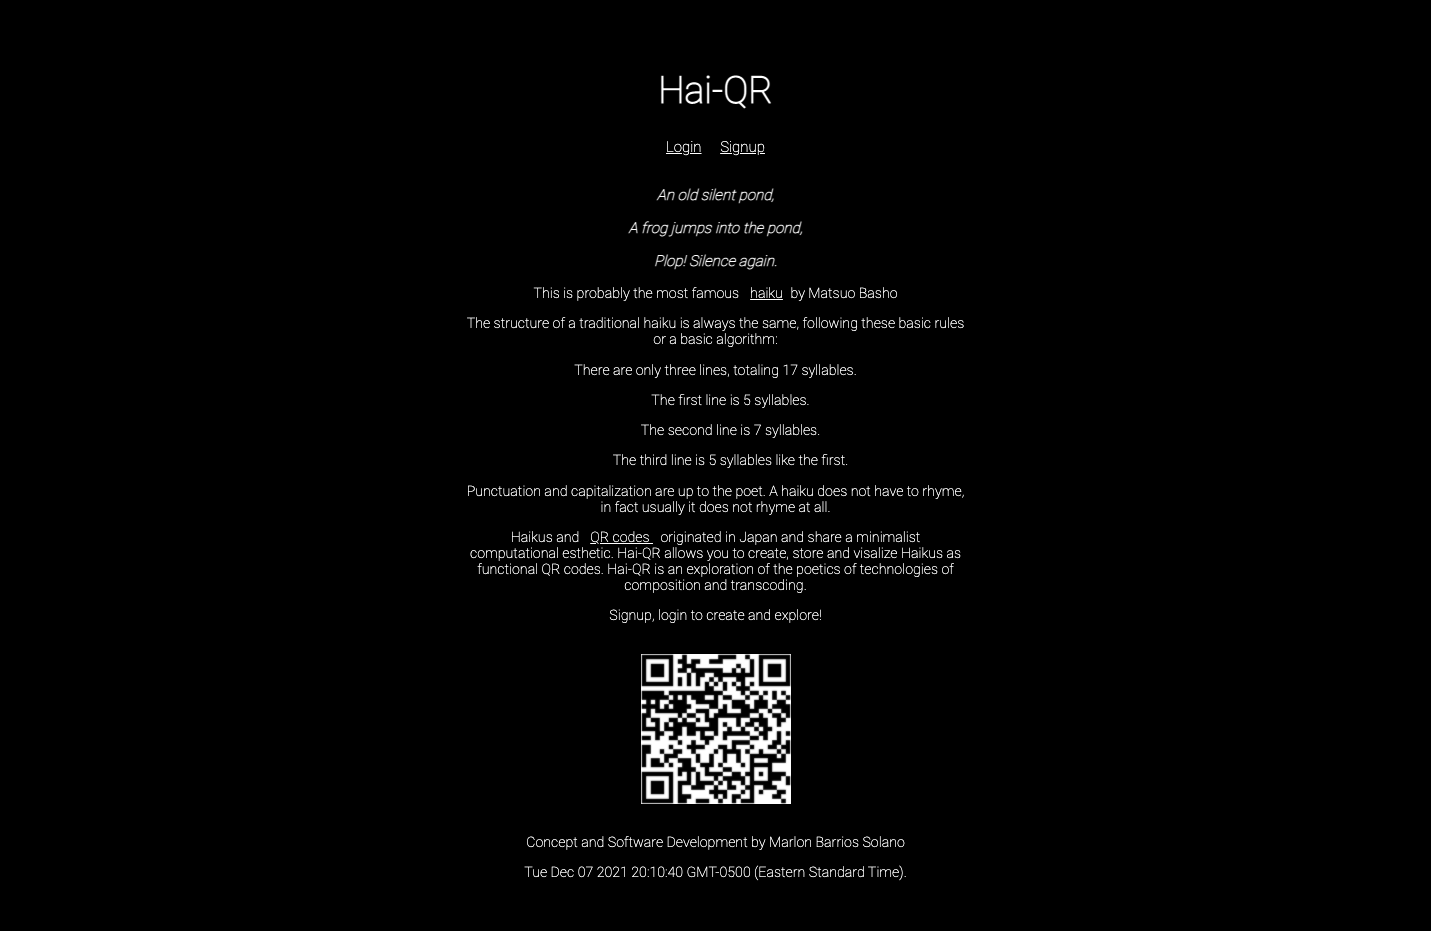 Hai-QR
Login Signup
An old silent pond,
A frog jumps into the pond,
Plop! Silence again.
This is probably the most famous haiku by Matsuo Basho
The structure of a traditional haiku is always the same, following these basic rules
or a basic algorithm:
There are only three lines, totaling 17 syllables.
The first line is 5 syllables.
The second line is 7 syllables.
The third line is 5 syllables like the first.
Punctuation and capitalization are up to the poet. A haiku does not have to rhyme,
in fact usually it does not rhyme at all.
Haikus and QR codes originated in Japan and share a minimalist
computational esthetic. Hai-QR allows you to create, store and visalize Haikus as
functional QR codes. Hai-QR is an exploration of the poetics of technologies of
composition and transcoding.
Signup, login to create and explore!
Concept and Software Development by Marlon Barrios Solano
Tue Dec 07 2021 20:10:40 GMT-0500 (Eastern Standard Time).